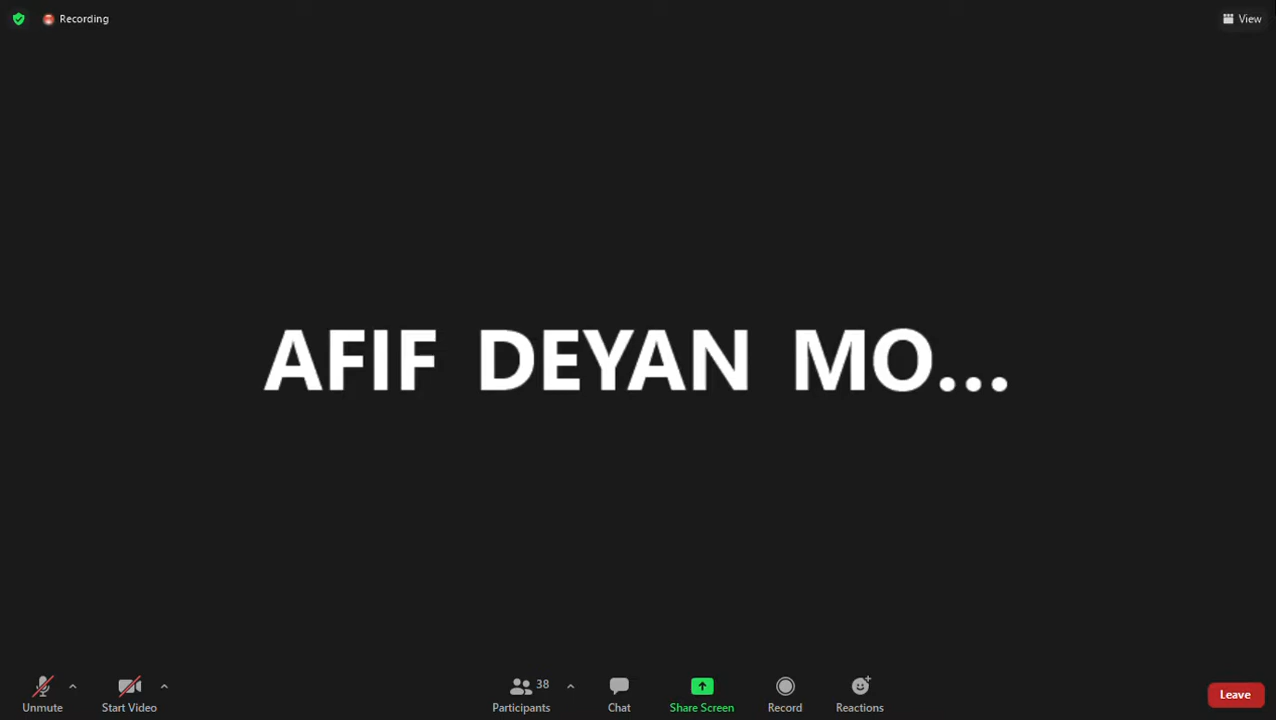 Recording
View
AFIF DEYAN MO...
Unmute
Start Video
38
Participants
Chat
Share Screen
Record
Reactions
Leave